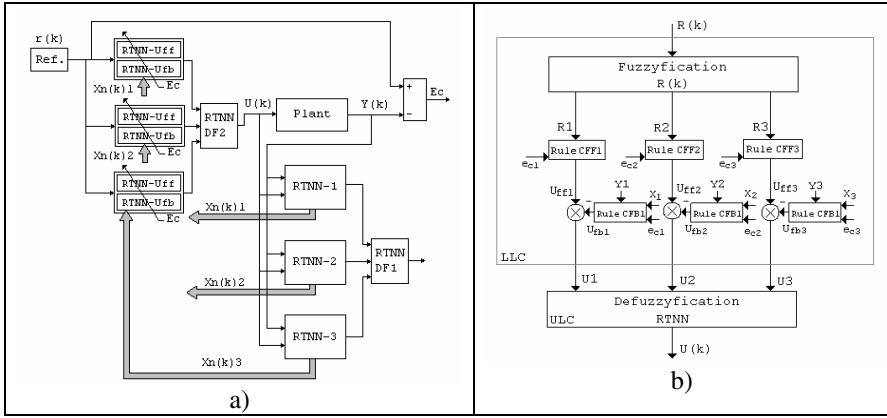 r(k)
Ref.
RTNN-Uff
RTNN-Ufb
Ec
Xn(k)1
RTNN-Uff
RTNN-Ufb
Ec
Xn(k)2
RTNN-Uff
RTNN-Ufb
Ec
RTNN
DF2
U(k)
Plant
Y(k)
+
-
Ec
RTNN-1
Xn(k)1
RTNN-2
Xn(k)2
RTNN-3
Xn(k)3
RTNN
DF1
a)
R(k)
Fuzzyfication
R(k)
R1
R2
R3
ec1
Rule CFF1
ec2
Rule CFF2
ec3
Rule CFF3
Uff1
Y1
X1
Uff2
Y2
X2
Uff3
Y3
X3
-
Rule CFB1
-
Rule CFB1
-
Rule CFB1
Ufb1
ec1
Ufb2
ec2
Ufb3
ec3
LLC
U1
U2
U3
Defuzzyfication
ULC
RTNN
U(k)
b)